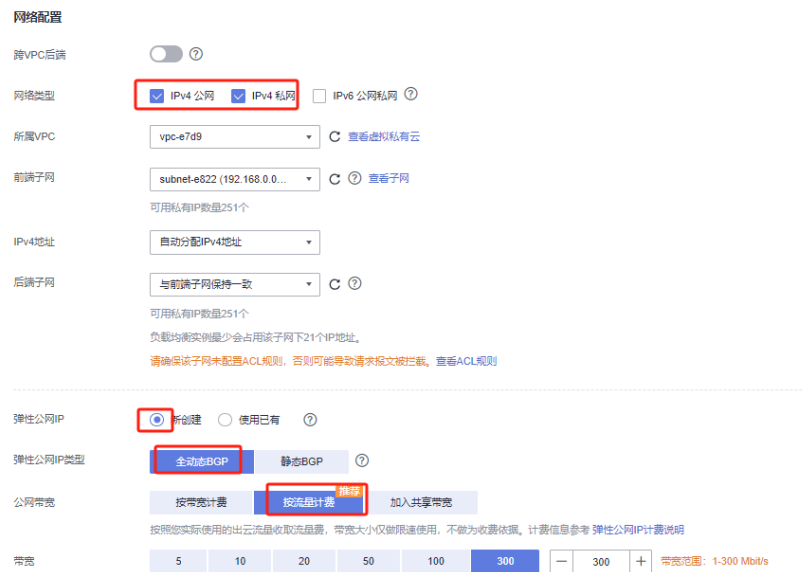 网络配置
跨VPC后端
网络类型 IPv4 公网 IPv4 私网 IPv6 公网私网
所属VPC vpc-e7d9 查看虚拟私有云
前端子网 subnet-e822 (192.168.0.0... 查看子网
可用私有IP数量251个
IPv4地址 自动分配IPv4地址
后端子网 与前端子网保持一致
可用私有IP数量251个
负载均衡实例最少会占用该子网下21个IP地址。
请确保该子网未配置ACL规则，否则可能导致请求报文被拦截。查看ACL规则
弹性公网IP 新创建 使用已有
弹性公网IP类型 全动态BGP 静态BGP
公网带宽 按带宽计费 按流量计费 推荐 加入共享带宽
按照您实际使用的出云流量收取流量费，带宽大小仅做限速使用，不做为收费依据。计费信息参考 弹性公网IP计费说明
带宽 5 10 20 50 100 300 300 带宽范围：1-300 Mbit/s